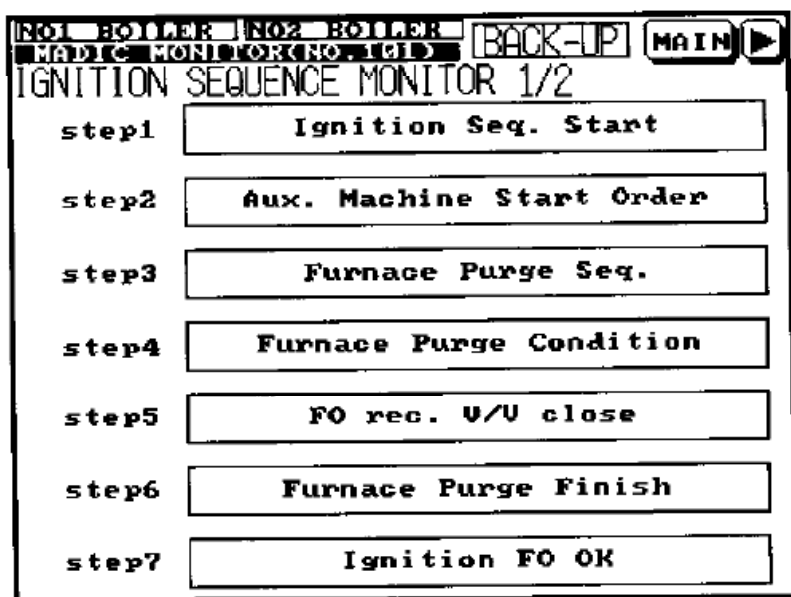 NO1 BOILER NO2 BOILER
MADIC MONITOR(NO.101) BACK-UP MAIN
IGNITION SEQUENCE MONITOR 1/2
step1 Ignition Seq. Start
step2 Aux. Machine Start Order
step3 Furnace Purge Seq.
step4 Furnace Purge Condition
step5 FO rec. V/V close
step6 Furnace Purge Finish
step7 Ignition FO OK